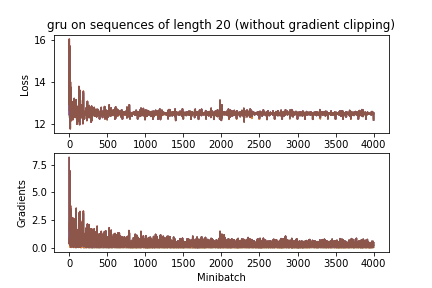 gru on sequences of length 20 (without gradient clipping)
16
14
12
Loss
0 500 1000 1500 2000 2500 3000 3500 4000
7.5
5.0
2.5
0.0
Gradients
0 500 1000 1500 2000 2500 3000 3500 4000
Minibatch